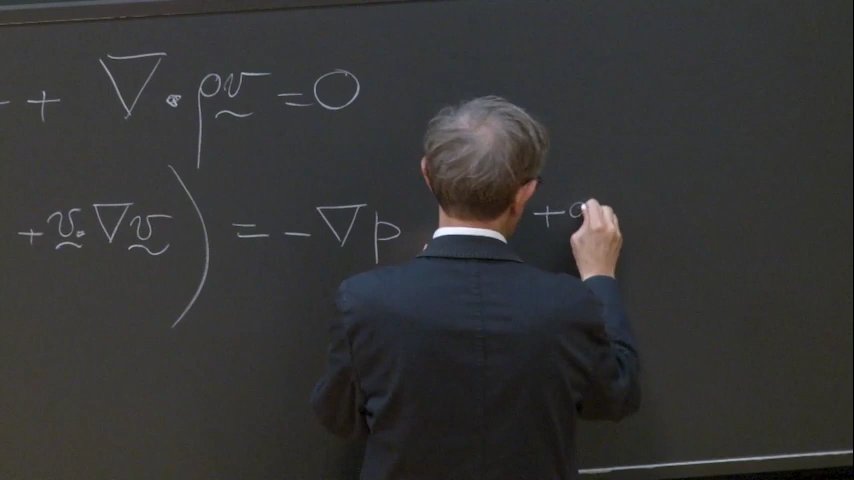 + ∇ · ρv = 0
+ v · ∇v ) = - ∇p +